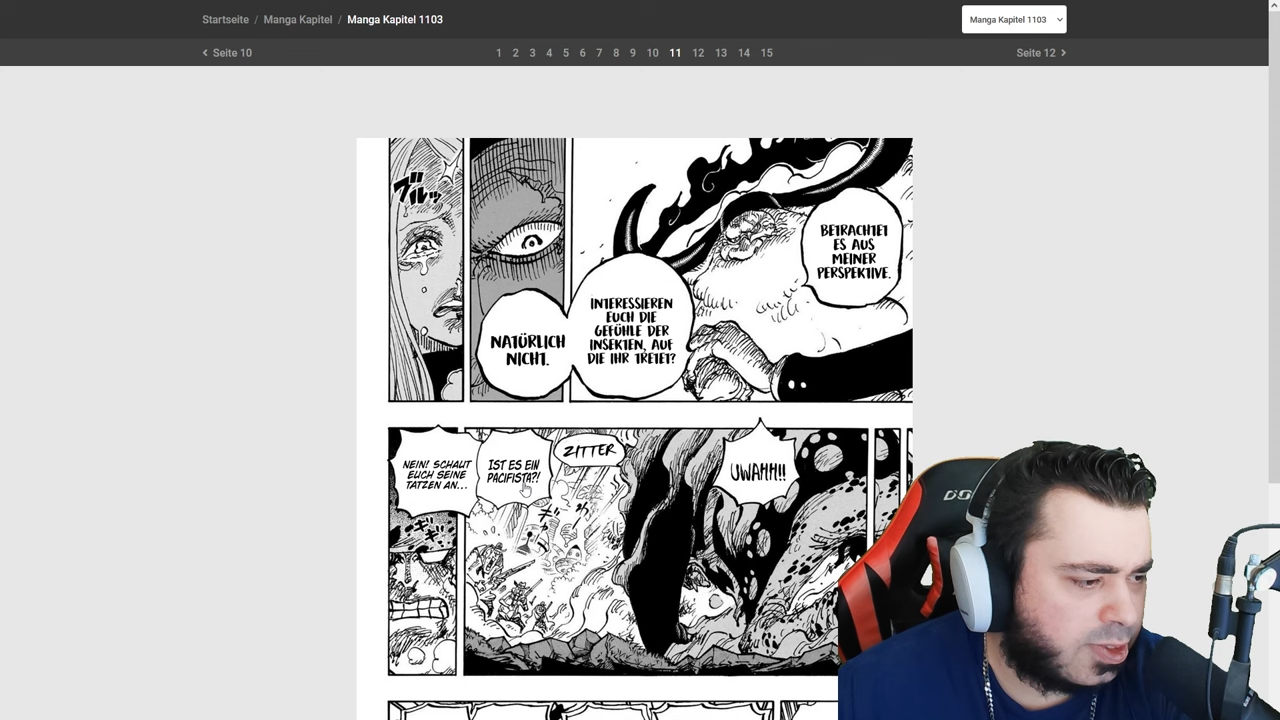 Startseite / Manga Kapitel / Manga Kapitel 1103
Manga Kapitel 1103
Seite 10
1 2 3 4 5 6 7 8 9 10 11 12 13 14 15
Seite 12
BETRACHTET
ES AUS
MEINER
PERSPEKTIVE.
INTERESSIEREN
EUCH DIE
GEFÜHLE DER
INSEKTEN, AUF
DIE IHR TRETET?
NATÜRLICH
NICHT.
ブルッ
UWAHH!!
ZITTER
IST ES EIN
PACIFISTA?!
NEIN! SCHAUT
EUCH SEINE
TATZEN AN...